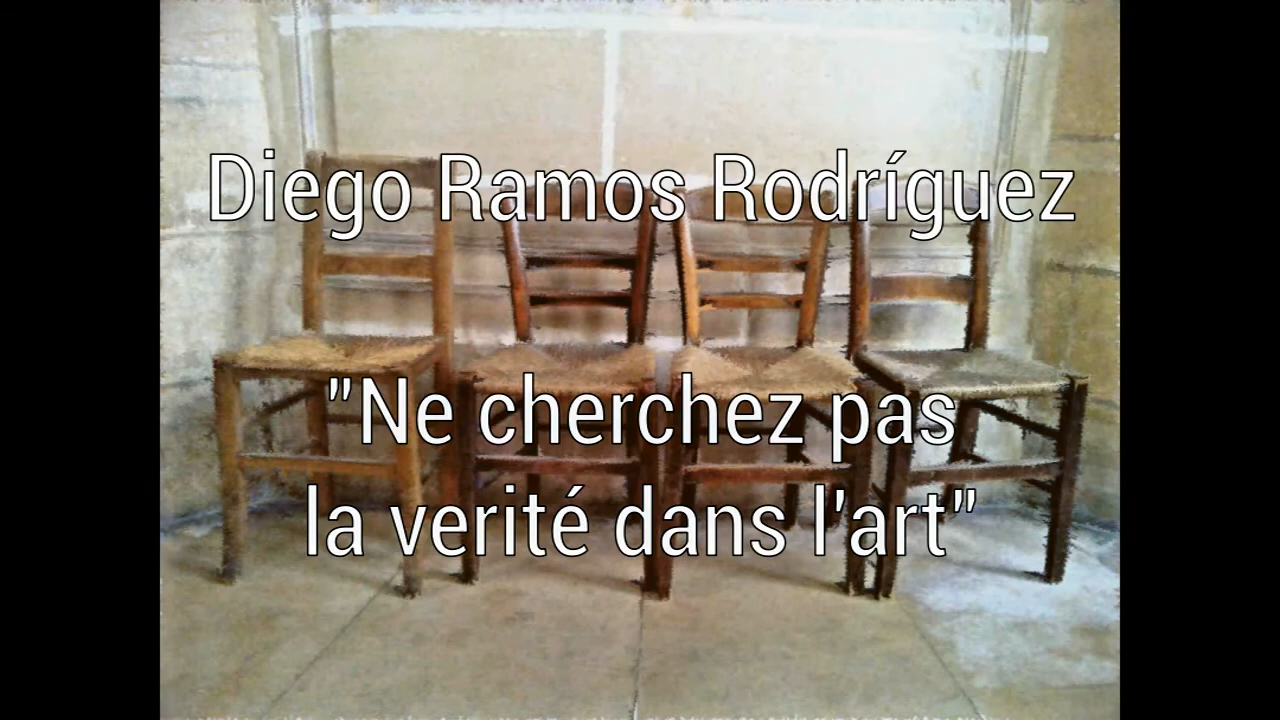 Diego Ramos Rodríguez
"Ne cherchez pas
la verité dans l'art"